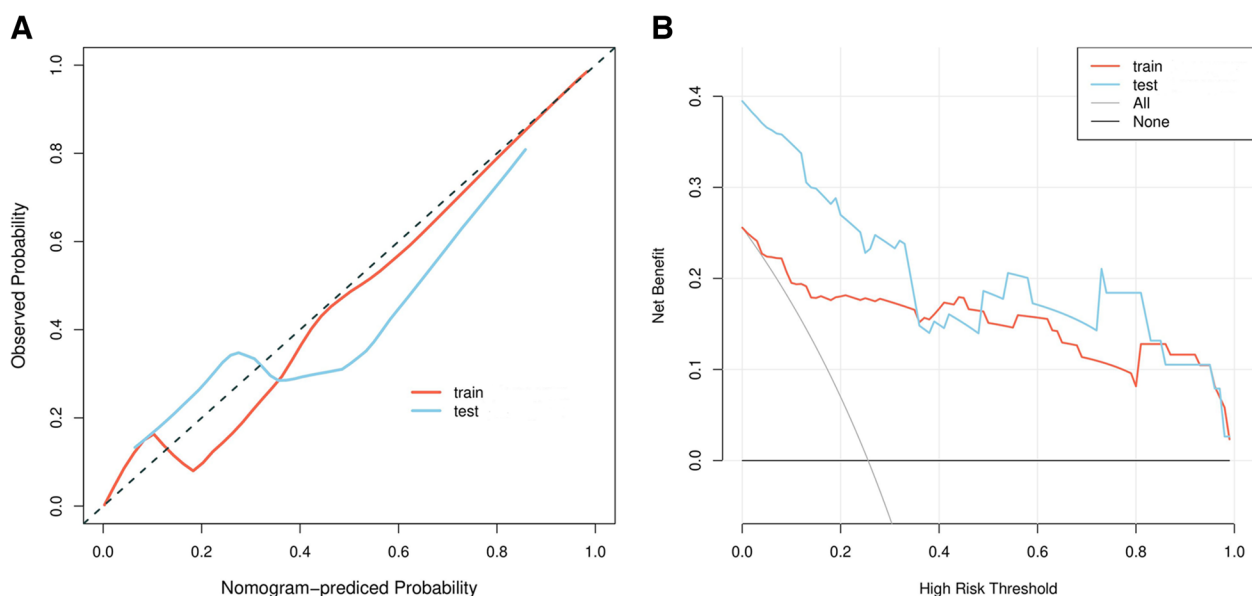 A
1.0
0.8
0.6
0.4
0.2
0.0
Observed Probability
train
test
0.0 0.2 0.4 0.6 0.8 1.0
Nomogram-prediced Probability
B
train
test
All
None
0.4
0.3
0.2
0.1
0.0
Net Benefit
0.0 0.2 0.4 0.6 0.8 1.0
High Risk Threshold